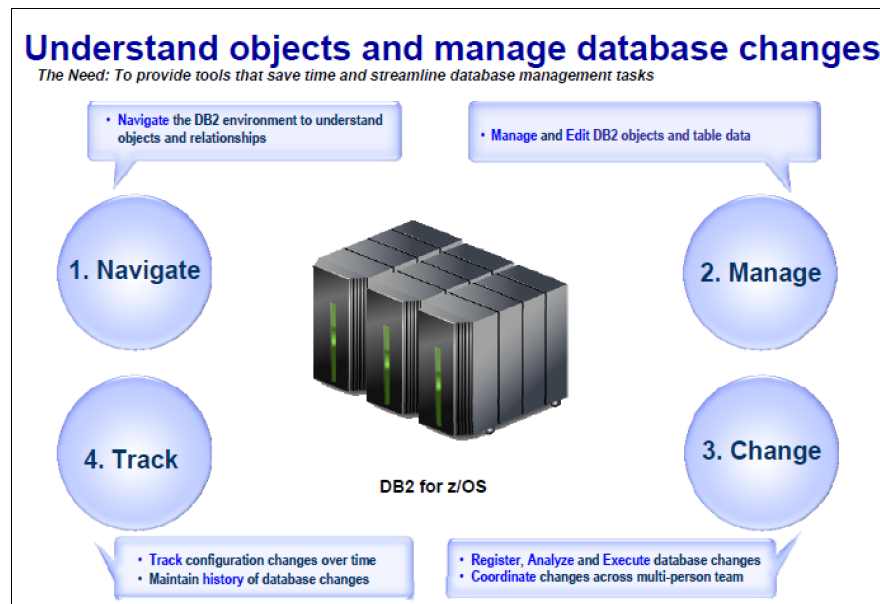 Understand objects and manage database changes
The Need: To provide tools that save time and streamline database management tasks
• Navigate the DB2 environment to understand
objects and relationships
• Manage and Edit DB2 objects and table data
1. Navigate
2. Manage
4. Track
3. Change
DB2 for z/OS
• Track configuration changes over time
• Maintain history of database changes
• Register, Analyze and Execute database changes
• Coordinate changes across multi-person team